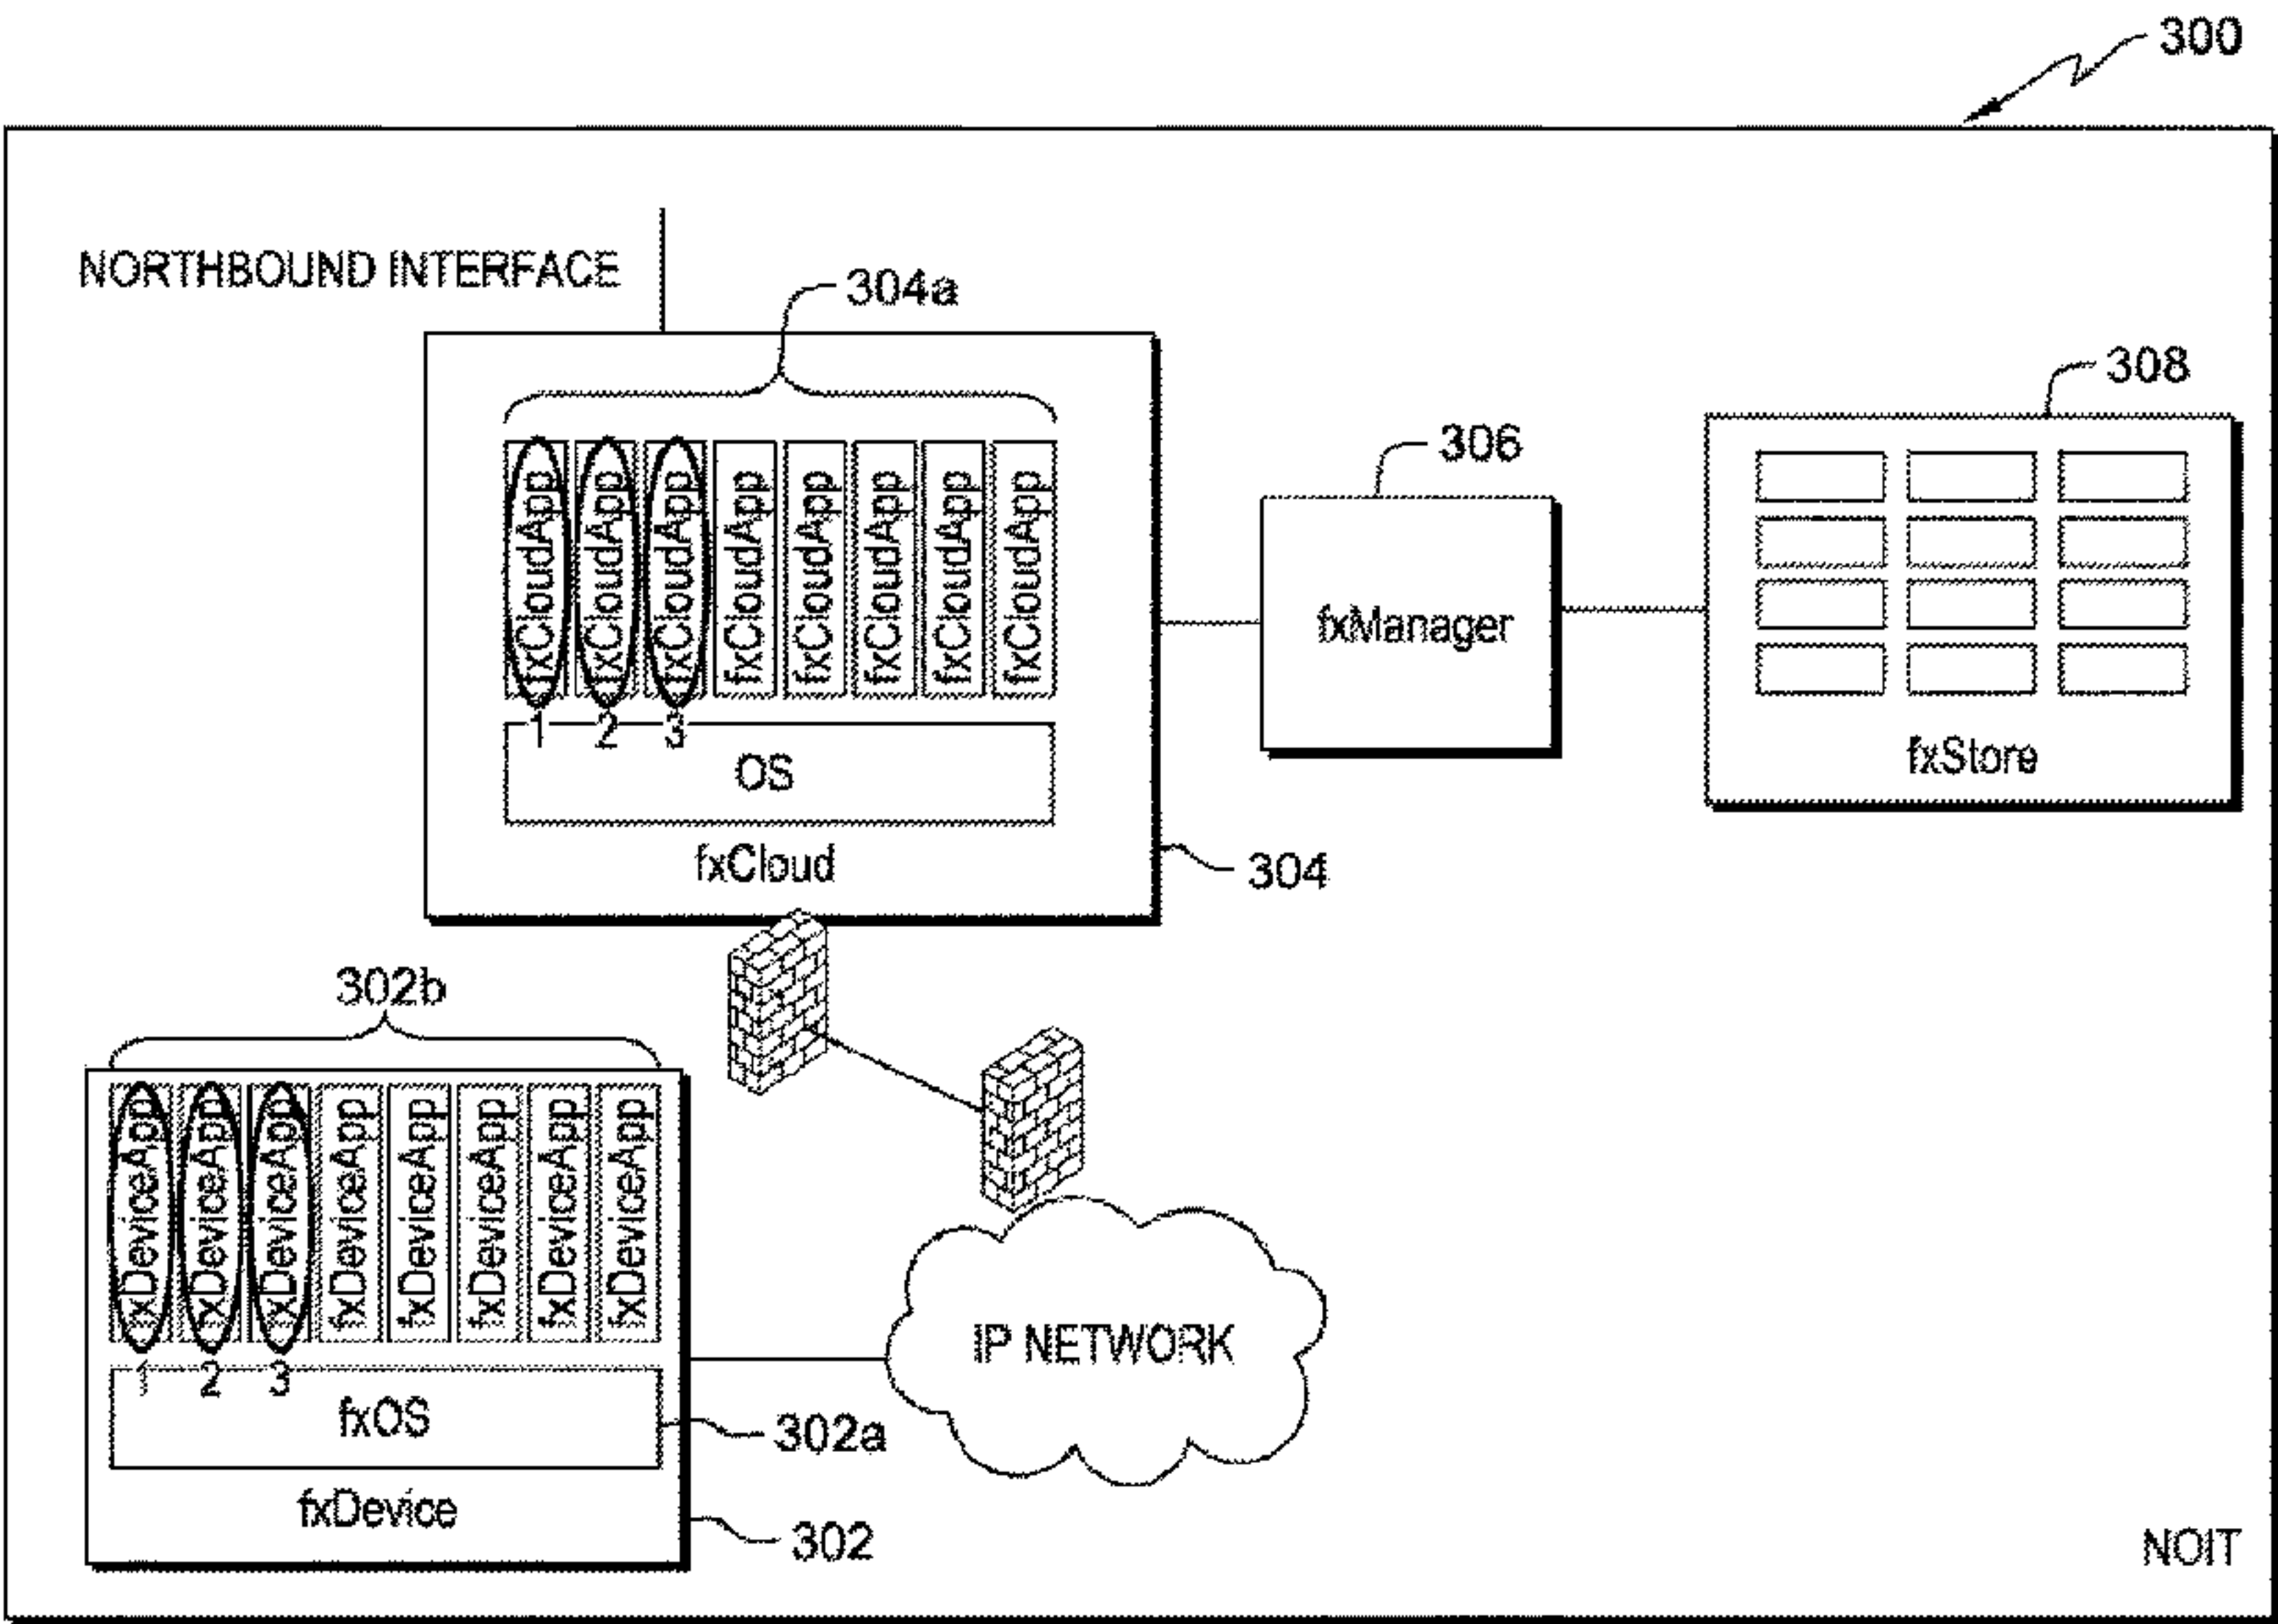 300
NORTHBOUND INTERFACE
304a
308
306
fxCloudApp
fxCloudApp
fxCloudApp
fxCloudApp
fxCloudApp
fxCloudApp
fxCloudApp
fxCloudApp
1 2 3
OS
fxCloud
304
fxManager
fxStore
302b
fxDeviceApp
fxDeviceApp
fxDeviceApp
fxDeviceApp
fxDeviceApp
fxDeviceApp
fxDeviceApp
fxDeviceApp
1 2 3
fxOS
302a
fxDevice
302
IP NETWORK
NOIT